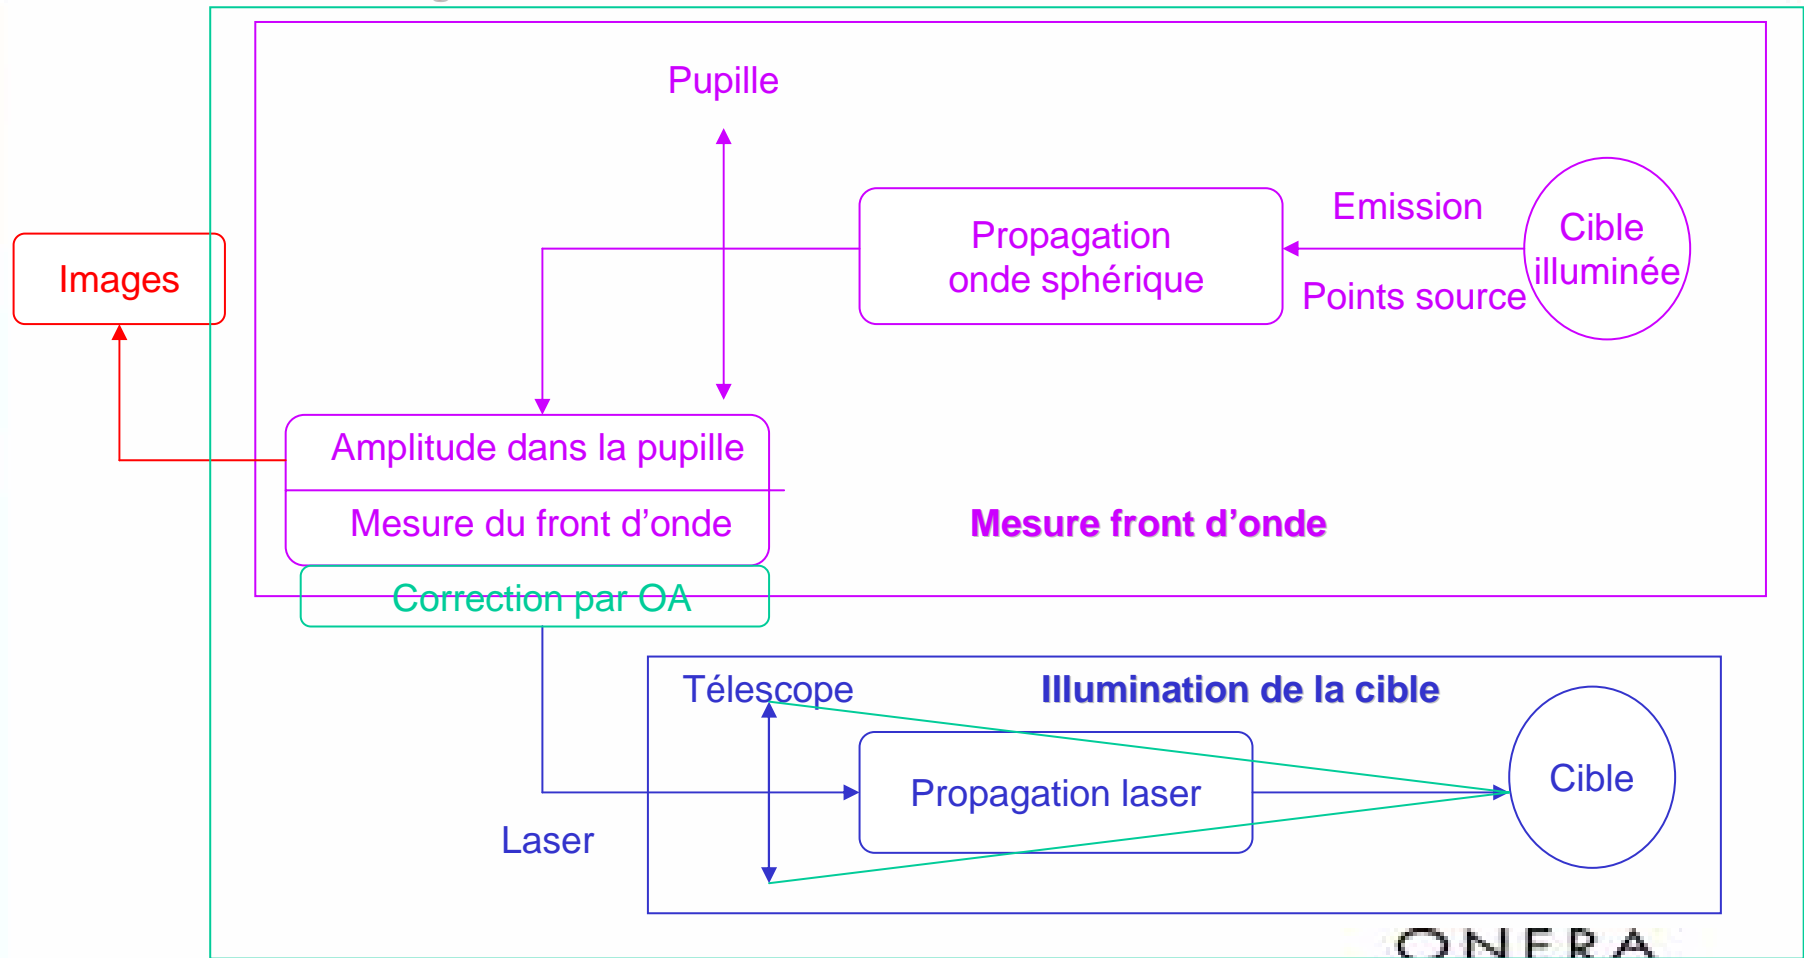 Pupille
Emission
Propagation
onde sphérique
Cible
illuminée
Images
Points source
Amplitude dans la pupille
Mesure du front d’onde
Mesure front d’onde
Correction par OA
Télescope
Illumination de la cible
Propagation laser
Cible
Laser
ONERA